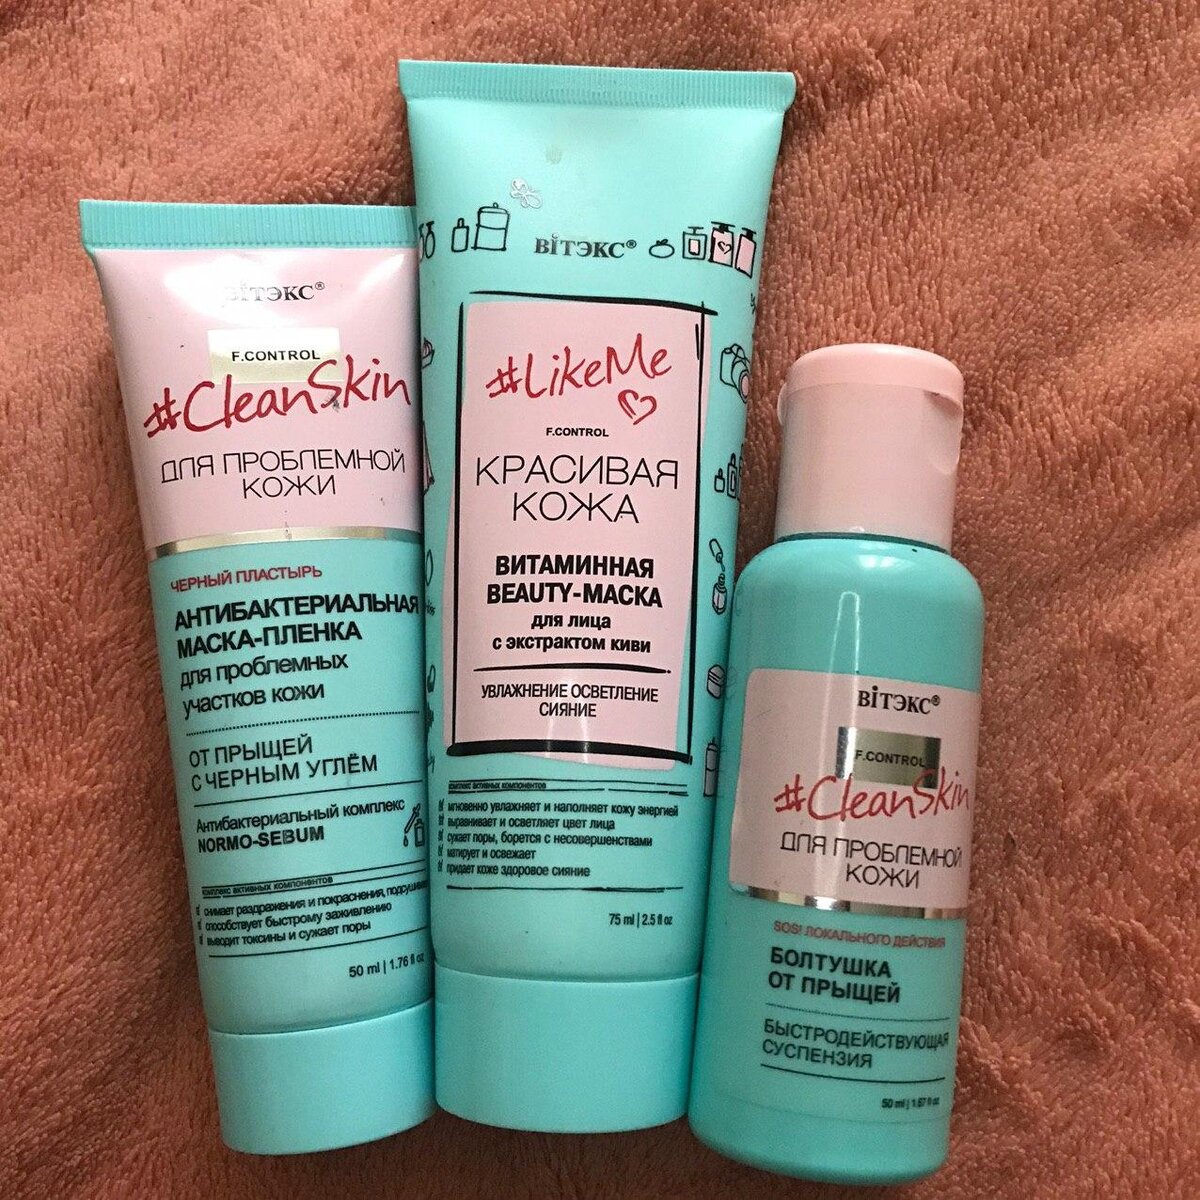 ВIТЭКС®
F.CONTROL
#CleanSkin
ДЛЯ ПРОБЛЕМНОЙ
КОЖИ
ЧЕРНЫЙ ПЛАСТЫРЬ
АНТИБАКТЕРИАЛЬНАЯ
МАСКА-ПЛЕНКА
для проблемных
участков кожи
ОТ ПРЫЩЕЙ
С ЧЕРНЫМ УГЛЁМ
Антибактериальный комплекс
NORMO-SEBUM
комплекс активных компонентов
снимает раздражения и покраснения, подсушивает
способствует быстрому заживлению
выводит токсины и сужает поры
50 ml | 1.76 fl oz
ВIТЭКС®
#LikeMe
F.CONTROL
КРАСИВАЯ
КОЖА
ВИТАМИННАЯ
BEAUTY-МАСКА
для лица
с экстрактом киви
УВЛАЖНЕНИЕ ОСВЕТЛЕНИЕ
СИЯНИЕ
комплекс активных компонентов
мгновенно увлажняет и наполняет кожу энергией
выравнивает и осветляет цвет лица
сужает поры, борется с несовершенствами
матирует и освежает
придает коже здоровое сияние
75 ml | 2.5 fl oz
ВIТЭКС®
F.CONTROL
#CleanSkin
ДЛЯ ПРОБЛЕМНОЙ
КОЖИ
SOS! ЛОКАЛЬНОГО ДЕЙСТВИЯ
БОЛТУШКА
ОТ ПРЫЩЕЙ
БЫСТРОДЕЙСТВУЮЩАЯ
СУСПЕНЗИЯ
50 ml | 1.67 fl oz